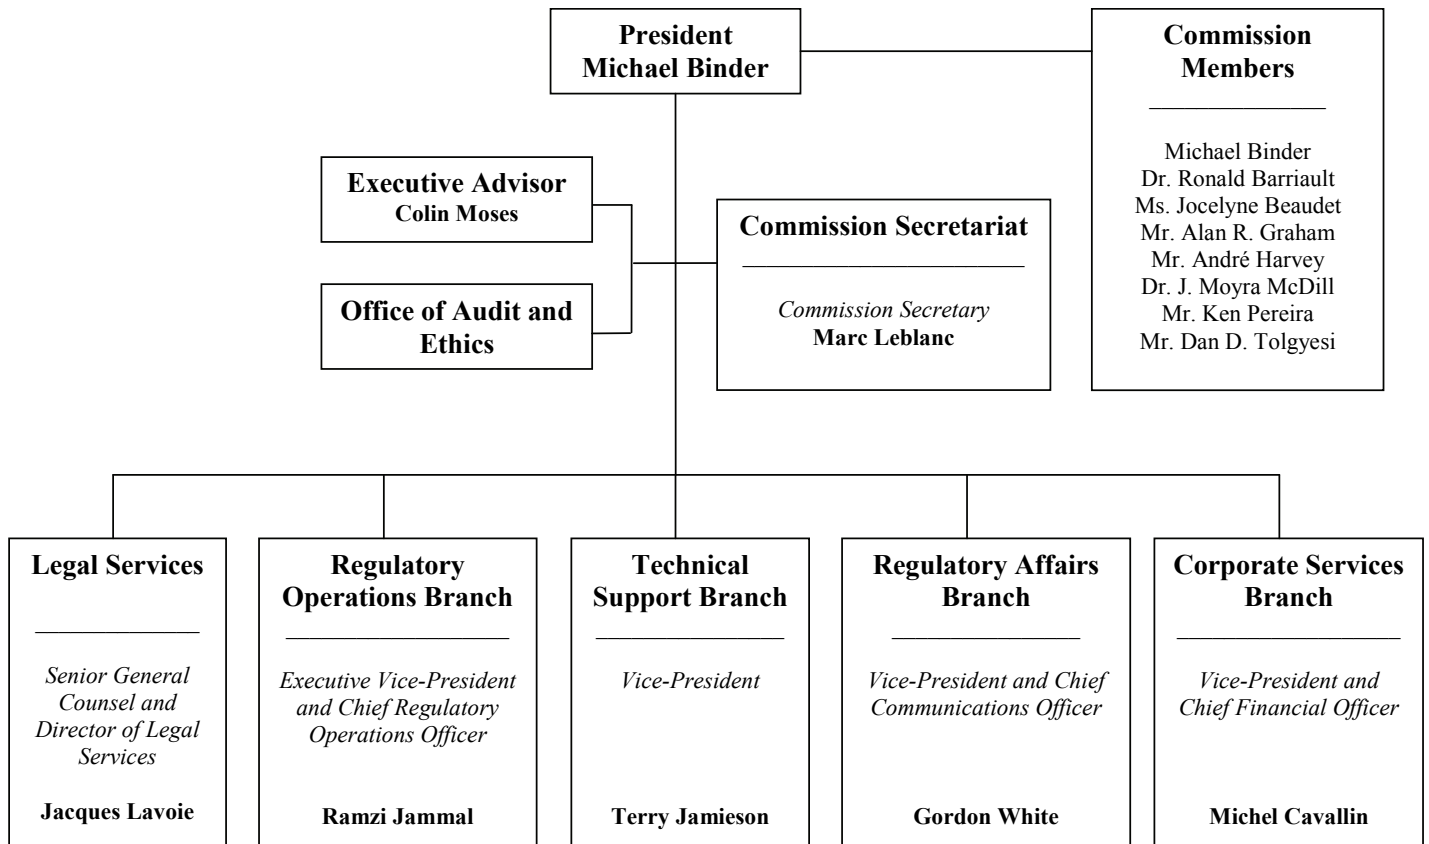 President
Michael Binder
Commission
Members
Michael Binder
Dr. Ronald Barriault
Ms. Jocelyne Beaudet
Mr. Alan R. Graham
Mr. André Harvey
Dr. J. Moyra McDill
Mr. Ken Pereira
Mr. Dan D. Tolgyesi
Executive Advisor
Colin Moses
Office of Audit and
Ethics
Commission Secretariat
Commission Secretary
Marc Leblanc
Legal Services
Senior General
Counsel and
Director of Legal
Services
Jacques Lavoie
Regulatory
Operations Branch
Executive Vice-President
and Chief Regulatory
Operations Officer
Ramzi Jammal
Technical
Support Branch
Vice-President
Terry Jamieson
Regulatory Affairs
Branch
Vice-President and Chief
Communications Officer
Gordon White
Corporate Services
Branch
Vice-President and
Chief Financial Officer
Michel Cavallin